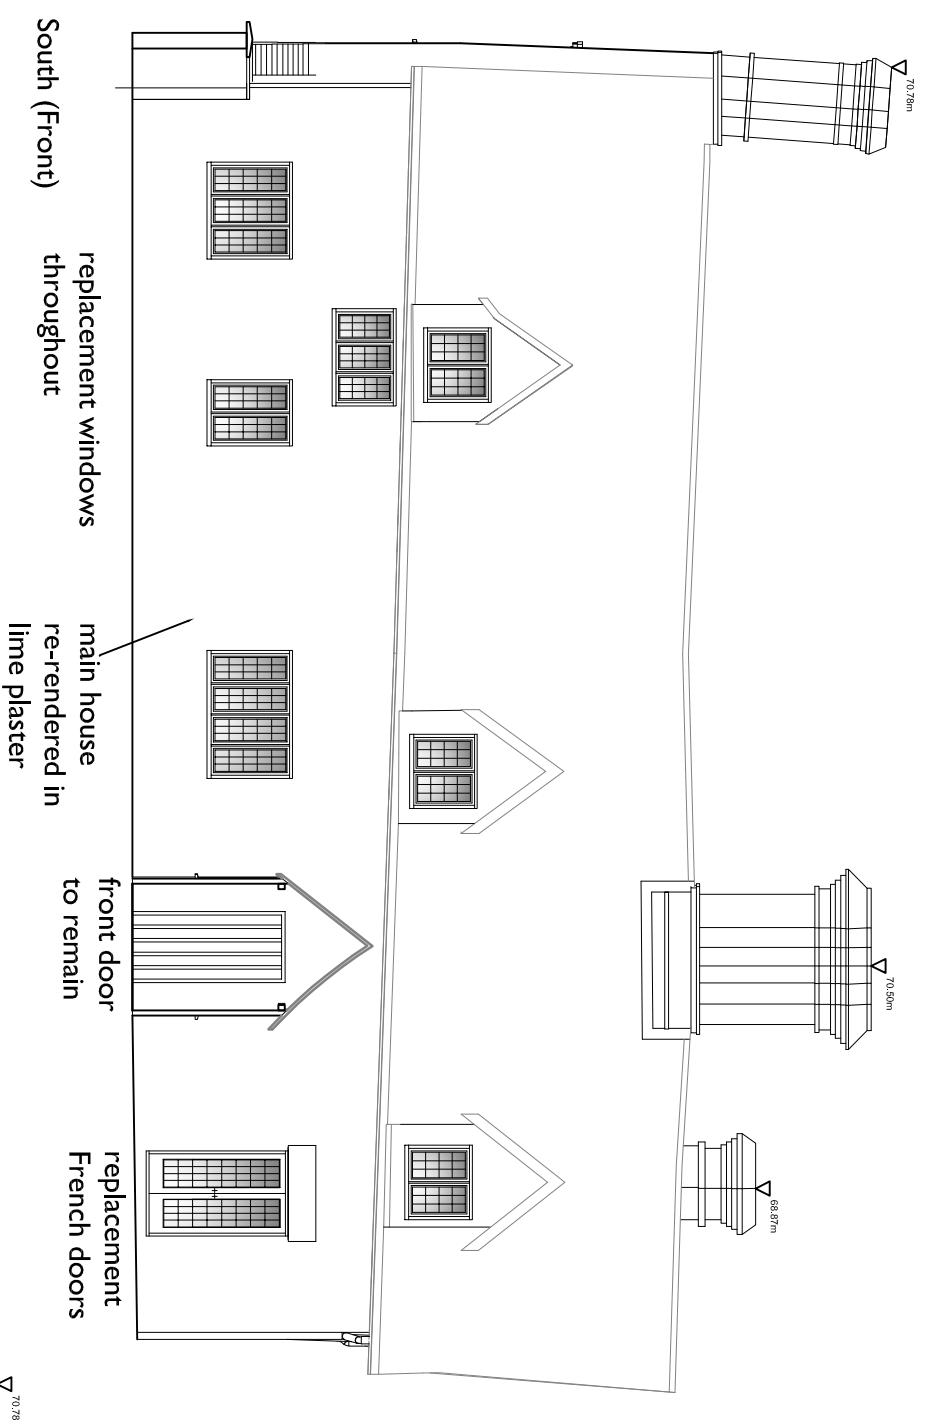 70.78m
70.50m
68.87m
South (Front)
replacement windows
throughout
main house
re-rendered in
lime plaster
front door
to remain
replacement
French doors
70.78